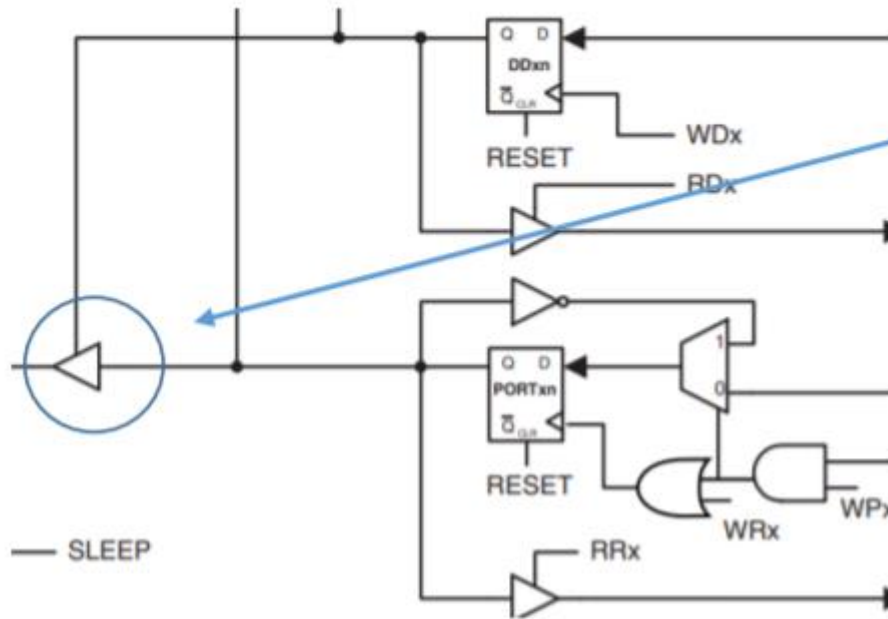 Q D
DDxn
Q CLR
WDx
RESET
RDx
1
Q D
PORTxn
0
Q CLR
RESET
WPx
WRx
SLEEP
RRx